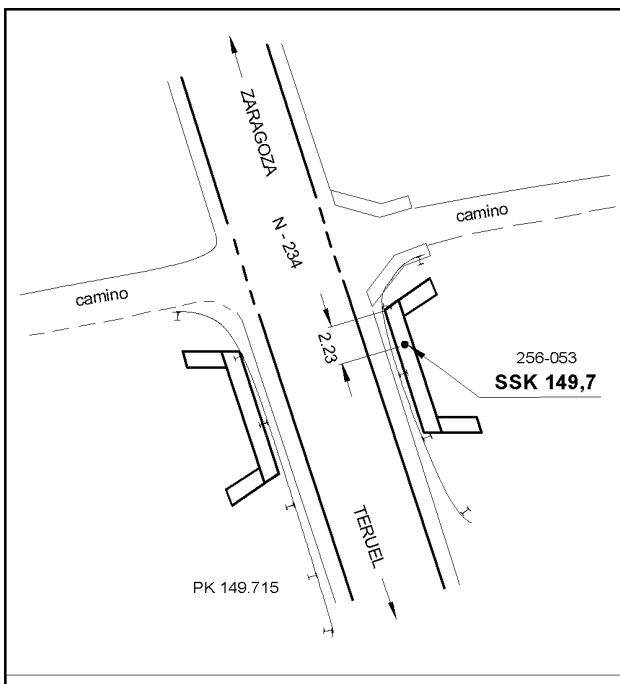 ZARAGOZA
N - 234
camino
camino
2.23
256-053
SSK 149,7
TERUEL
PK 149.715